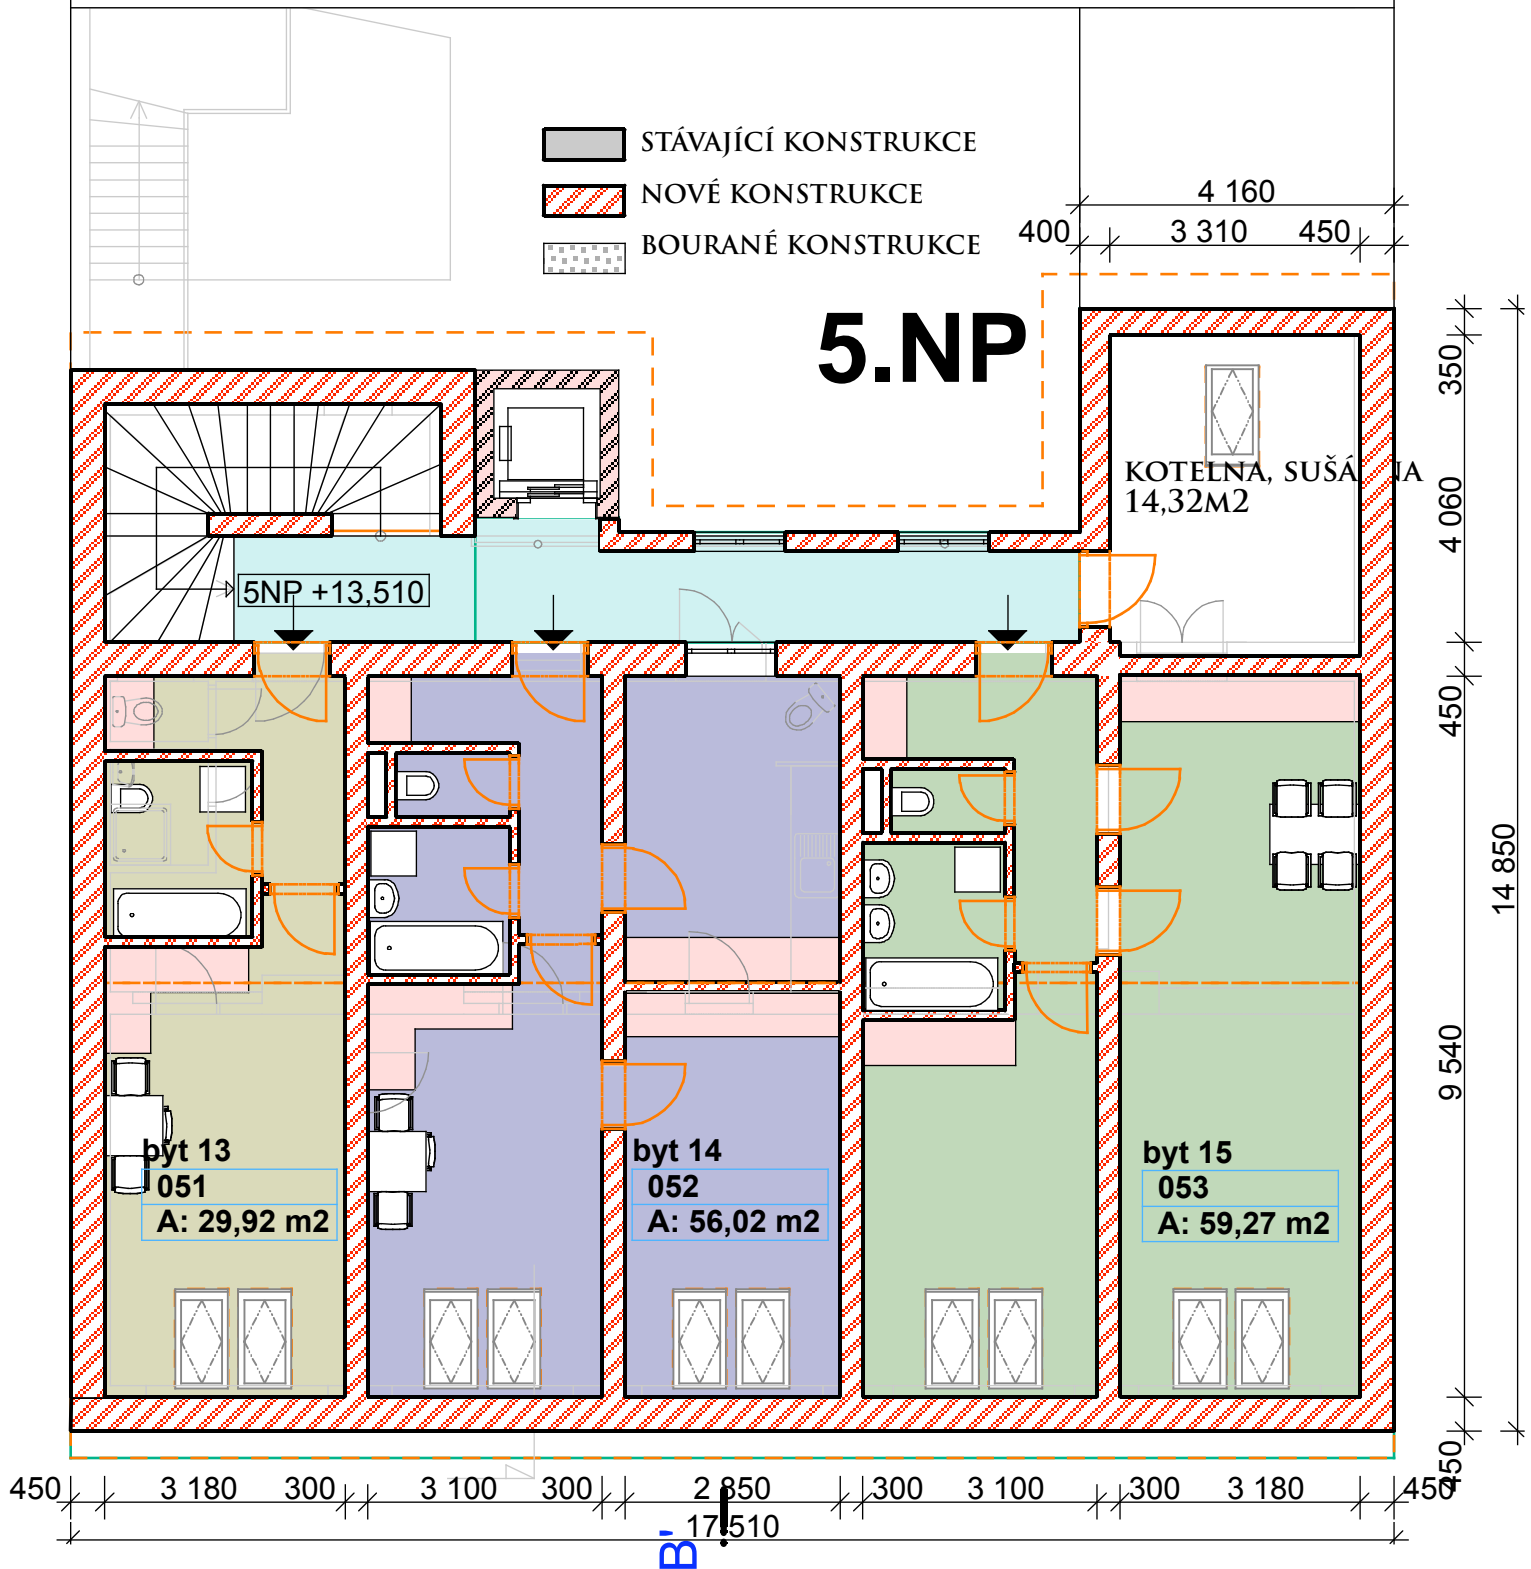 STÁVAJÍCÍ KONSTRUKCE
NOVÉ KONSTRUKCE
BOURANÉ KONSTRUKCE
4 160
400 3 310 450
5.NP
350
KOTELNA, SUŠÁ NA
14,32M2
4 060
5NP +13,510
450
14 850
9 540
byt 13
051
A: 29,92 m2
byt 14
052
A: 56,02 m2
byt 15
053
A: 59,27 m2
450
450 3 180 300 3 100 300 2 850 300 3 100 300 3 180 450
17 510
B'